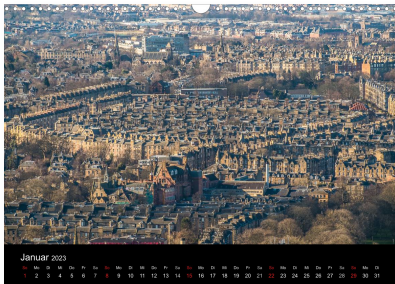 Januar 2023
So Mo Di Mi Do Fr Sa So Mo Di Mi Do Fr Sa So Mo Di Mi Do Fr Sa So Mo Di Mi Do Fr Sa So Mo Di
1 2 3 4 5 6 7 8 9 10 11 12 13 14 15 16 17 18 19 20 21 22 23 24 25 26 27 28 29 30 31